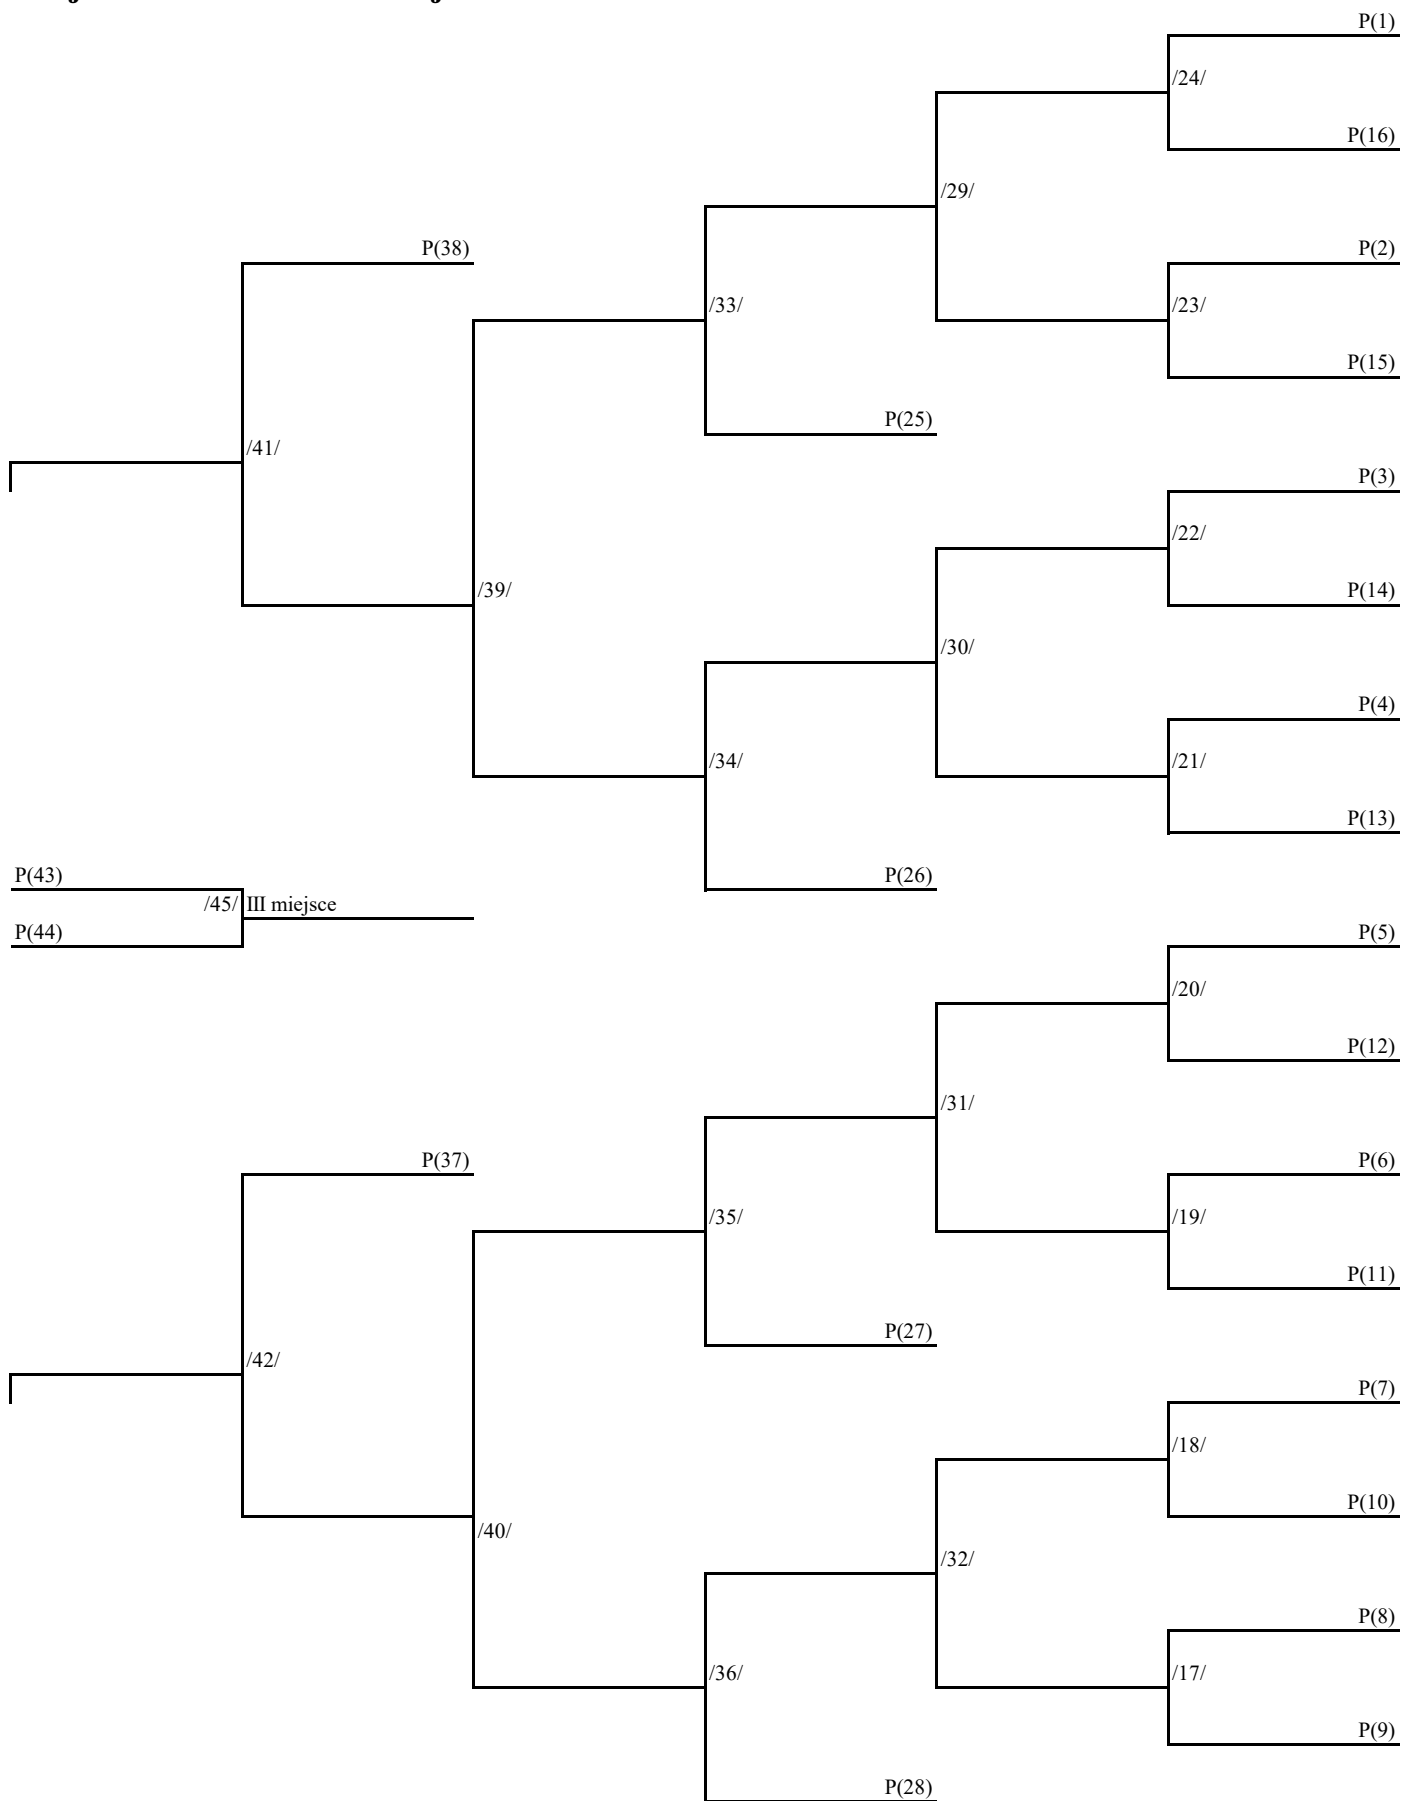 P(1)
/24/
P(16)
/29/
P(38)
P(2)
/33/
/23/
P(15)
P(25)
/41/
P(3)
/22/
/39/
P(14)
/30/
P(4)
/34/
/21/
P(13)
P(43)
P(26)
/45/ III miejsce
P(44)
P(5)
/20/
P(12)
/31/
P(37)
P(6)
/35/
/19/
P(11)
P(27)
/42/
P(7)
/18/
P(10)
/40/
/32/
P(8)
/36/
/17/
P(9)
P(28)